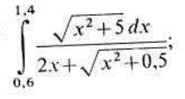 1,4
∫ √(x² + 5) dx / (2x + √(x² + 0,5));
0,6